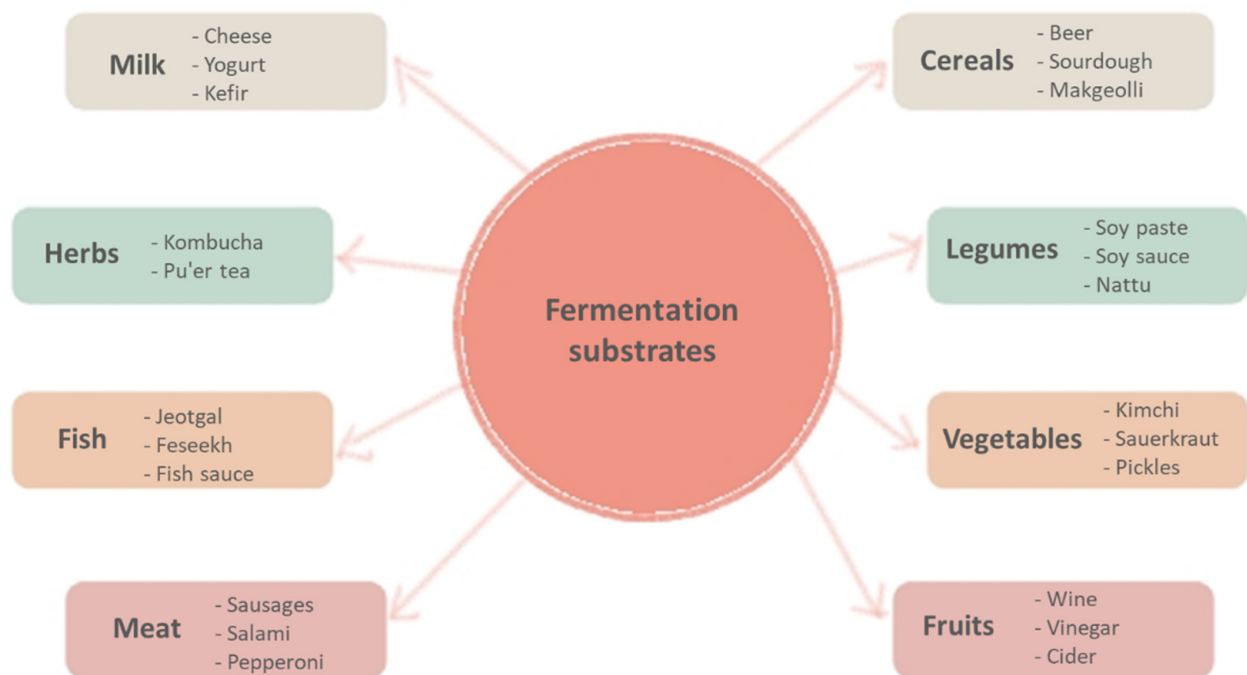 Milk
- Cheese
- Yogurt
- Kefir
Herbs
- Kombucha
- Pu'er tea
Fish
- Jeotgal
- Feseekh
- Fish sauce
Meat
- Sausages
- Salami
- Pepperoni
Fermentation
substrates
Cereals
- Beer
- Sourdough
- Makgeolli
Legumes
- Soy paste
- Soy sauce
- Nattu
Vegetables
- Kimchi
- Sauerkraut
- Pickles
Fruits
- Wine
- Vinegar
- Cider